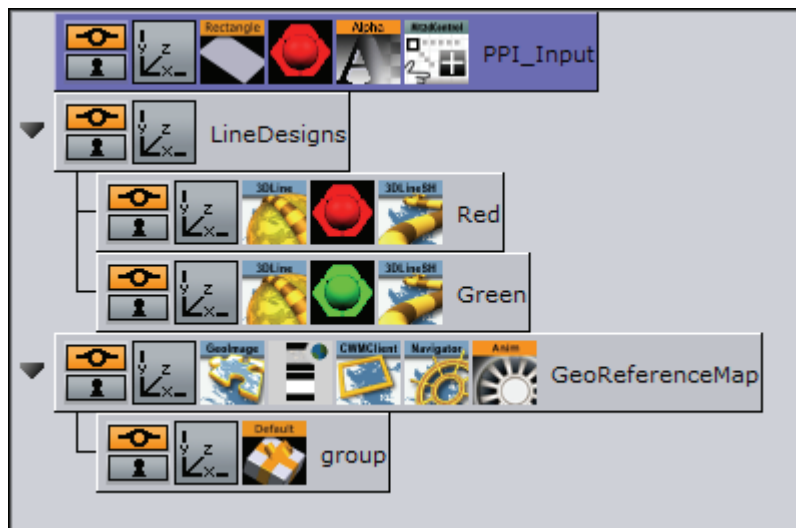 Rectangle Alpha PPI_Input
y z x
LineDesigns
y z x
3DLine 3DLineSH Red
y z x
3DLine 3DLineSH Green
y z x
GeoImage CWMClient Navigator Anim GeoReferenceMap
y z x
Default group
y z x